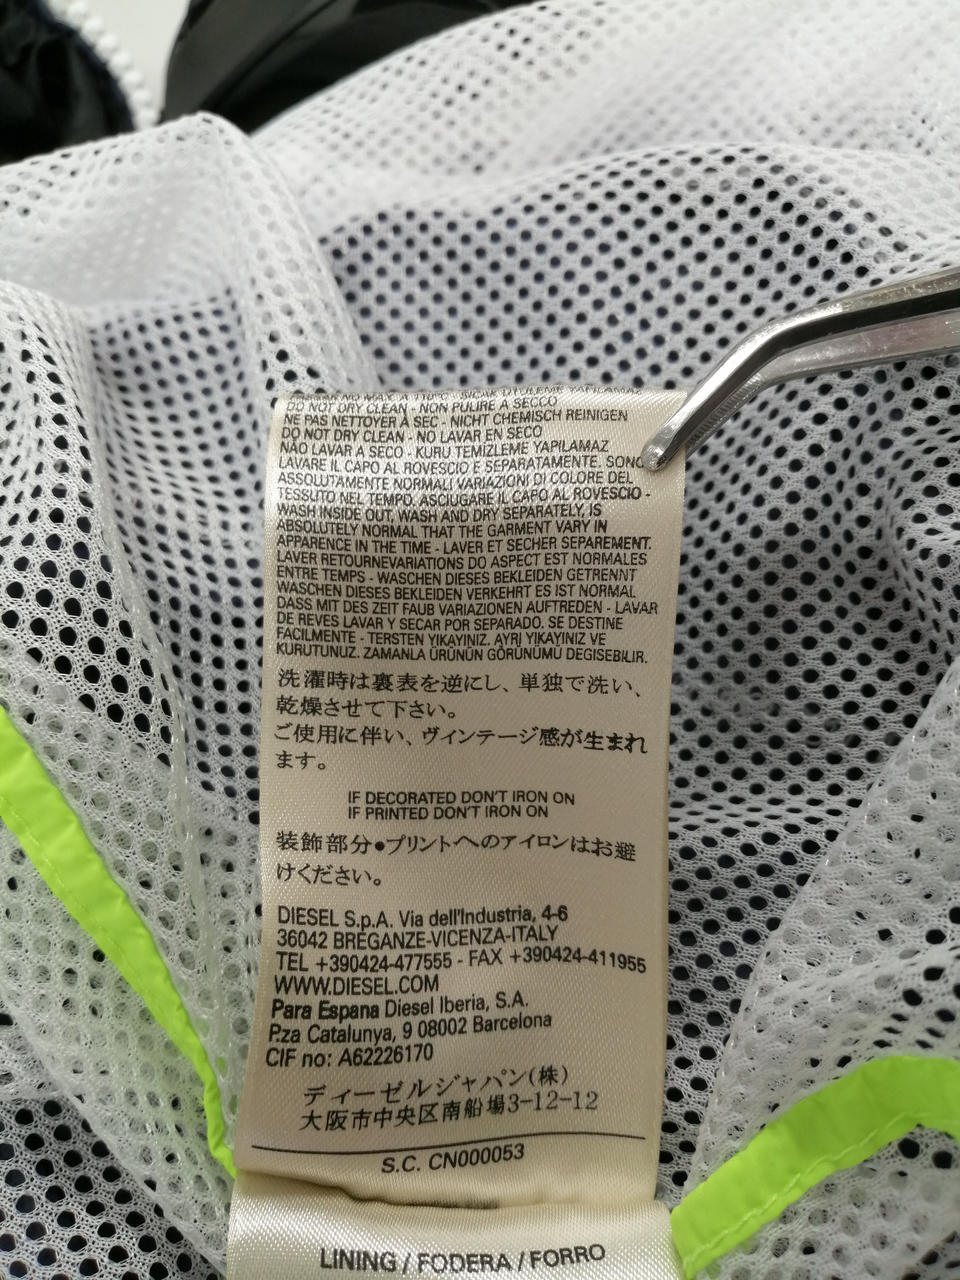 DO NOT DRY CLEAN - NON PULIRE A SECCO
NE PAS NETTOYER A SEC - NICHT CHEMISCH REINIGEN
DO NOT DRY CLEAN - NO LAVAR EN SECO
NÃO LAVAR A SECO - KURU TEMIZLEME YAPILAMAZ
LAVARE IL CAPO AL ROVESCIO E SEPARATAMENTE. SONO
ASSOLUTAMENTE NORMALI VARIAZIONI DI COLORE DEL
TESSUTO NEL TEMPO. ASCIUGARE IL CAPO AL ROVESCIO -
WASH INSIDE OUT, WASH AND DRY SEPARATELY, IS
ABSOLUTELY NORMAL THAT THE GARMENT VARY IN
APPARENCE IN THE TIME - LAVER ET SECHER SEPAREMENT.
LAVER RETOURNEVARIATIONS DO ASPECT EST NORMALES
ENTRE TEMPS - WASCHEN DIESES BEKLEIDEN GETRENNT
WASCHEN DIESES BEKLEIDEN VERKEHRT ES IST NORMAL
DASS MIT DES ZEIT FAUB VARIAZIONEN AUFTREDEN - LAVAR
DE REVES LAVAR Y SECAR POR SEPARADO. SE DESTINE
FACILMENTE - TERSTEN YIKAYINIZ. AYRI YIKAYINIZ VE
KURUTUNUZ. ZAMANLA ÜRÜNÜN GÖRÜNÜMÜ DEGISEBILIR.
洗濯時は裏表を逆にし、単独で洗い、
乾燥させて下さい。
ご使用に伴い、ヴィンテージ感が生まれ
ます。
IF DECORATED DON'T IRON ON
IF PRINTED DON'T IRON ON
装飾部分●プリントへのアイロンはお避
けください。
DIESEL S.p.A. Via dell'Industria, 4-6
36042 BREGANZE-VICENZA-ITALY
TEL +390424-477555 - FAX +390424-411955
WWW.DIESEL.COM
Para Espana Diesel Iberia, S.A.
P.za Catalunya, 9 08002 Barcelona
CIF no: A62226170
ディーゼルジャパン(株)
大阪市中央区南船場3-12-12
S.C. CN000053
LINING / FODERA / FORRO